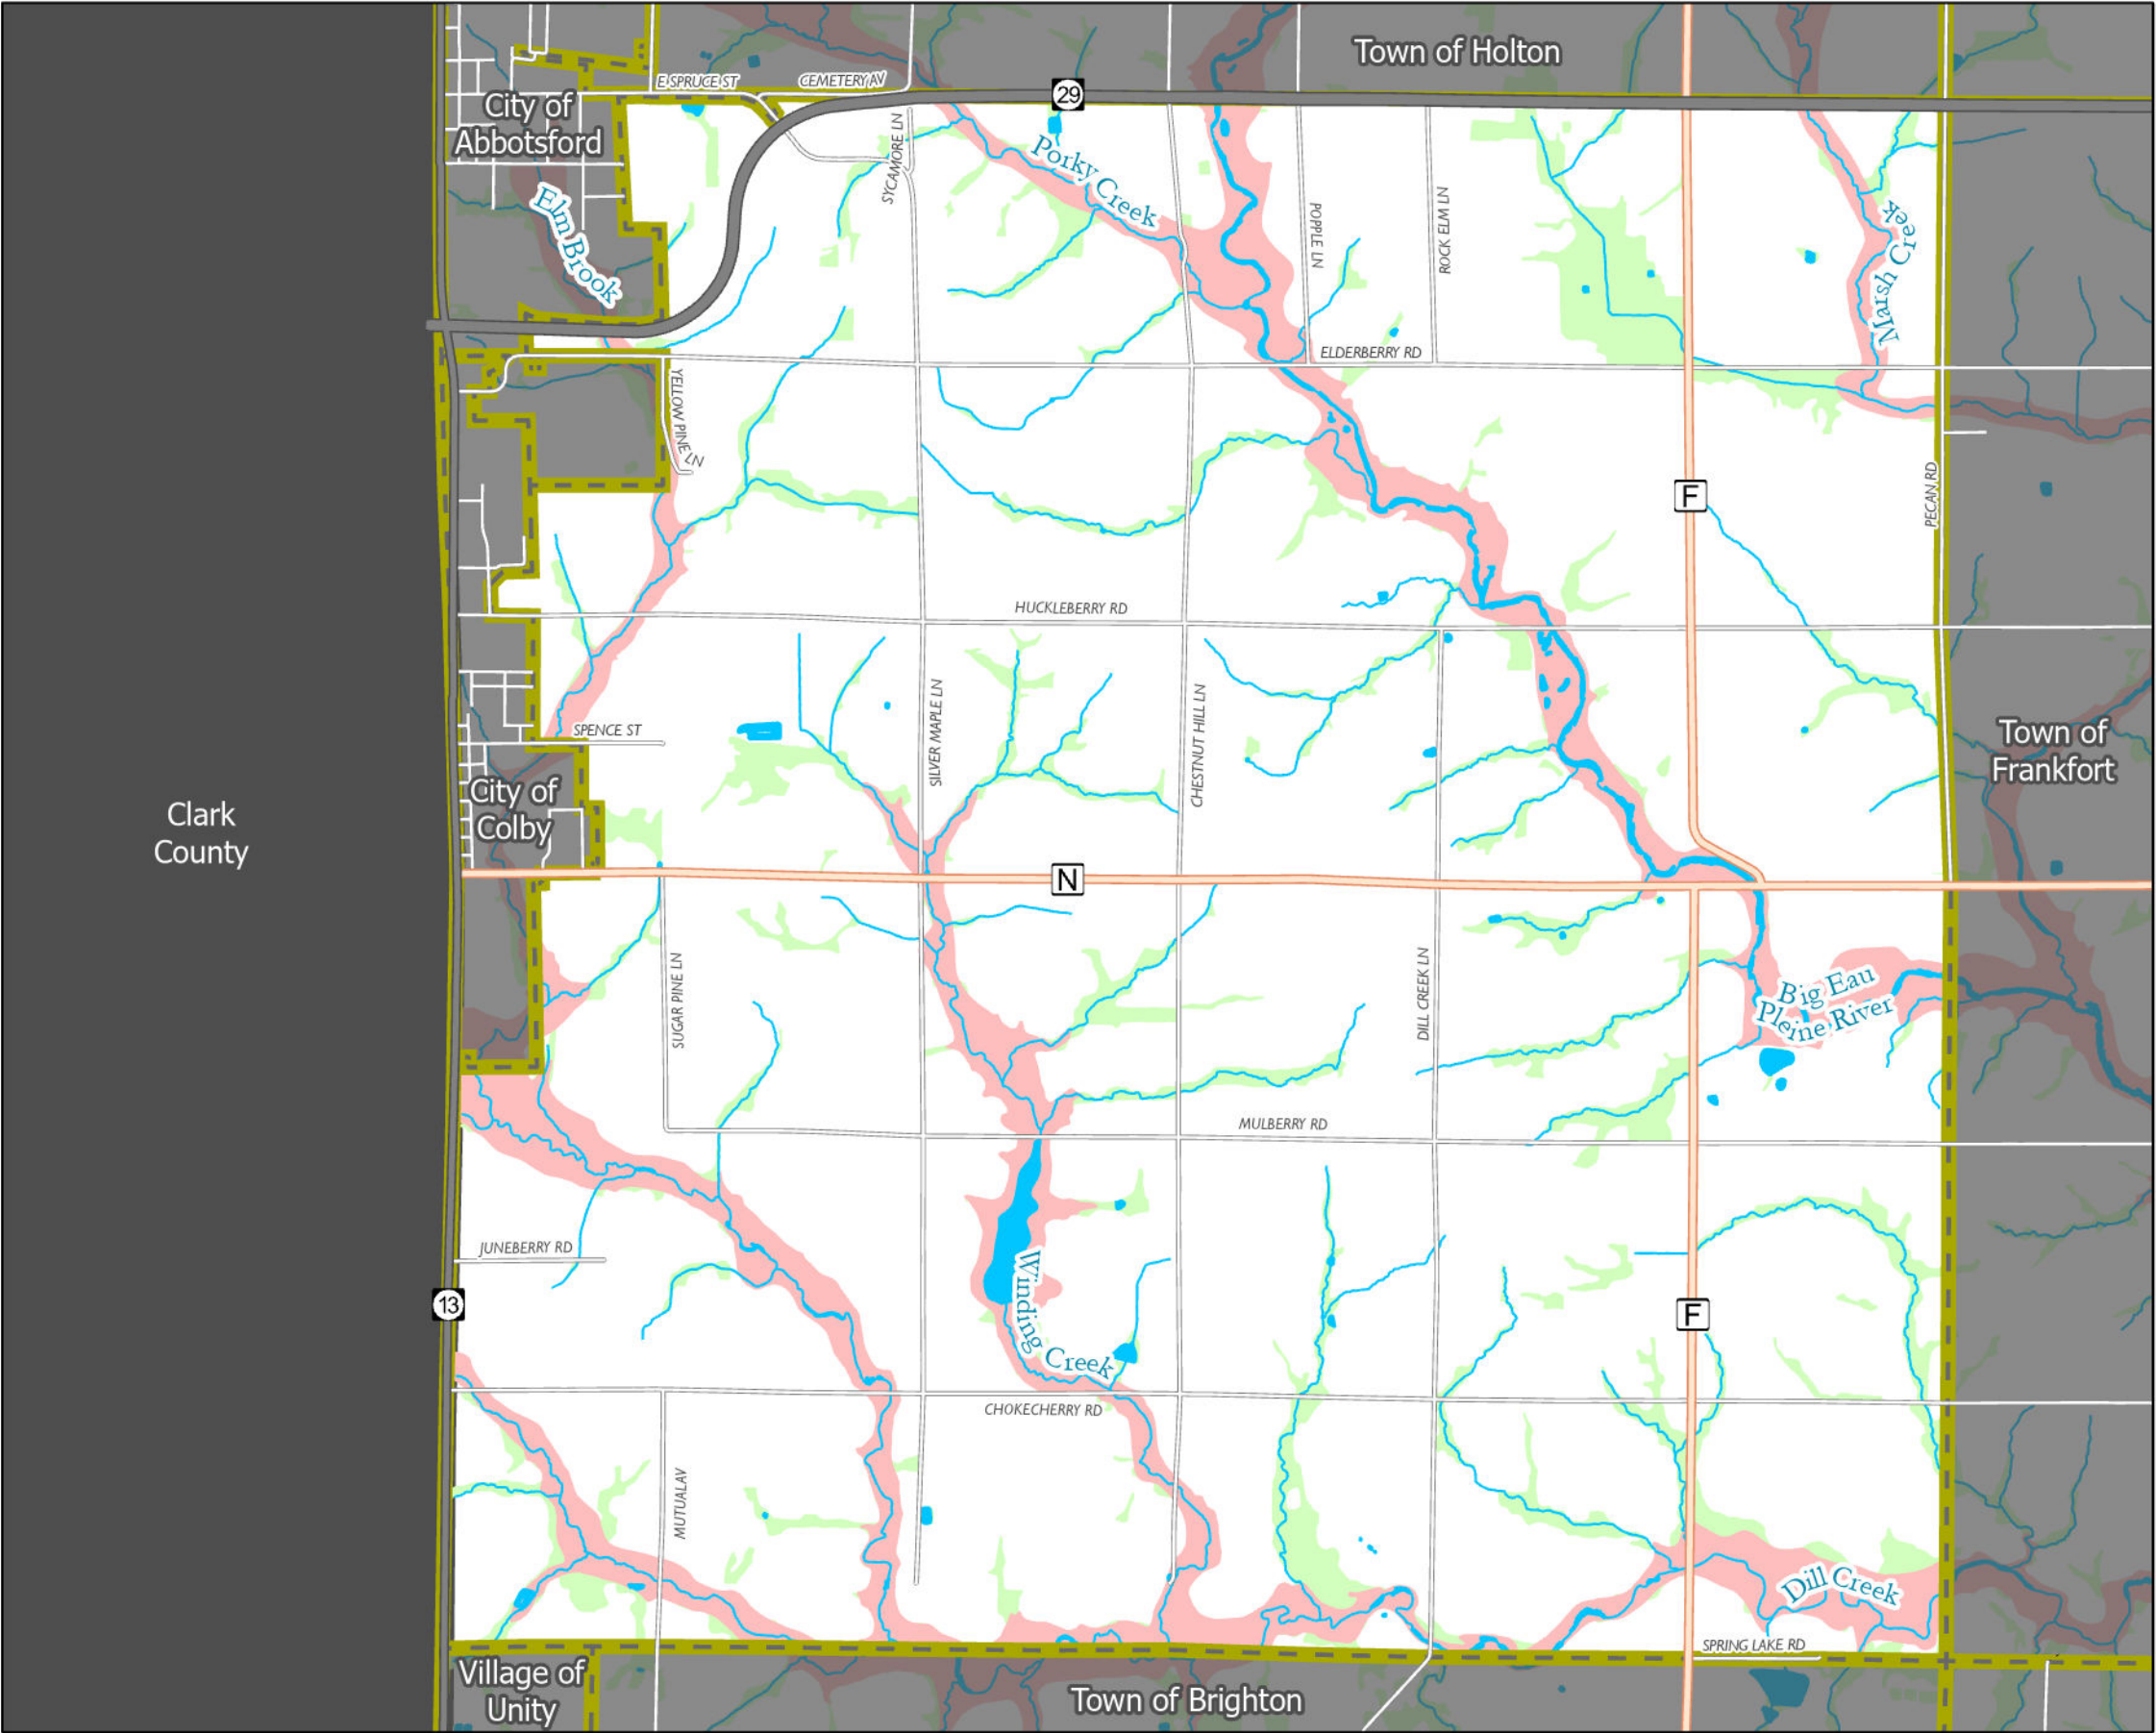 Town of Holton
E SPRUCE ST
CEMETERY AV
29
City of
Abbotsford
Elm Brook
SYCAMORE LN
Porky Creek
POPPLE LN
ROCK ELM LN
Marsh Creek
ELDERBERRY RD
YELLOW PINE LN
F
PECAN RD
HUCKLEBERRY RD
SILVER MAPLE LN
CHESTNUT HILL LN
SPENCE ST
Town of
Frankfort
City of
Colby
Clark
County
N
SUGAR PINE LN
DILL CREEK LN
Big Eau
Pleine River
MULBERRY RD
JUNEBERRY RD
13
Winding Creek
F
CHOKECHERRY RD
MUTUAL AV
Dill Creek
SPRING LAKE RD
Village of
Unity
Town of Brighton